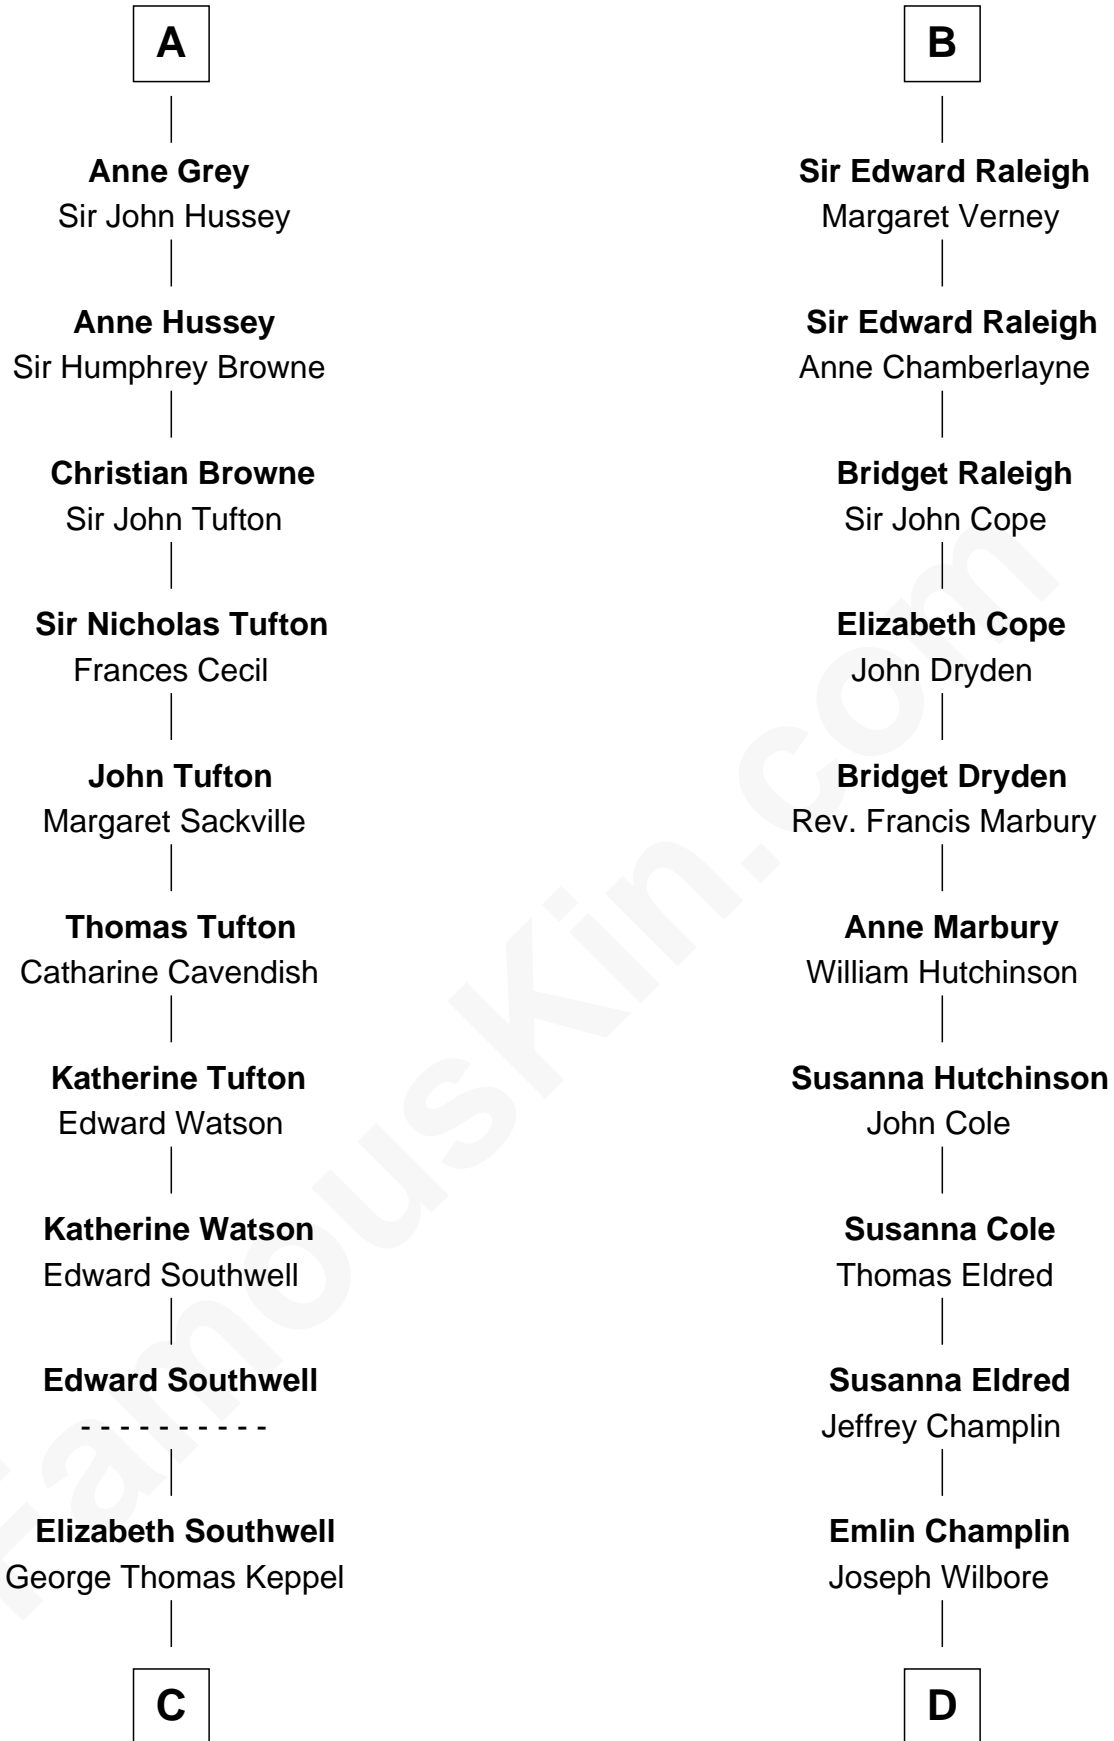 A
Anne Grey
Sir John Hussey
Anne Hussey
Sir Humphrey Browne
Christian Browne
Sir John Tufton
Sir Nicholas Tufton
Frances Cecil
John Tufton
Margaret Sackville
Thomas Tufton
Catharine Cavendish
Katherine Tufton
Edward Watson
Katherine Watson
Edward Southwell
Edward Southwell
- - - - - - - - - -
Elizabeth Southwell
George Thomas Keppel
C
B
Sir Edward Raleigh
Margaret Verney
Sir Edward Raleigh
Anne Chamberlayne
Bridget Raleigh
Sir John Cope
Elizabeth Cope
John Dryden
Bridget Dryden
Rev. Francis Marbury
Anne Marbury
William Hutchinson
Susanna Hutchinson
John Cole
Susanna Cole
Thomas Eldred
Susanna Eldred
Jeffrey Champlin
Emlin Champlin
Joseph Wilbore
D
FamousKin.com